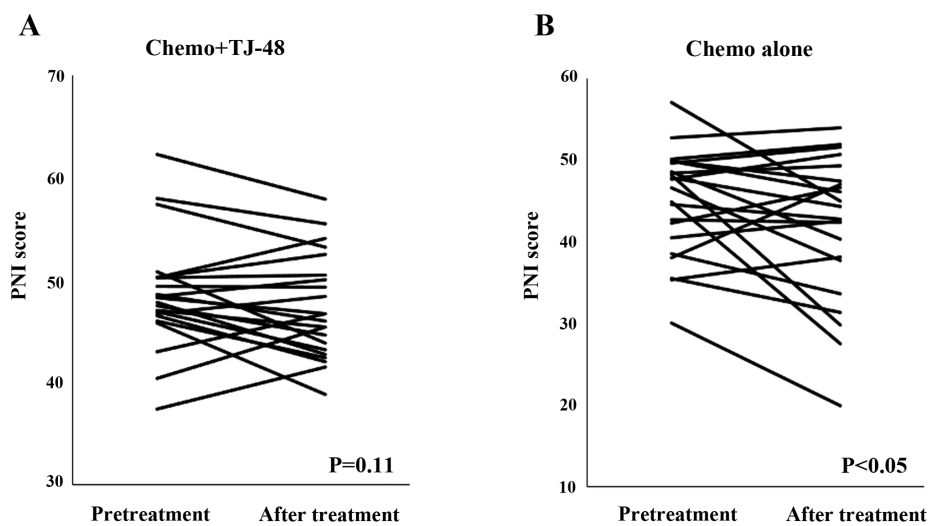 A
Chemo+TJ-48
70
60
50
40
30
PNI score
P=0.11
Pretreatment
After treatment
B
Chemo alone
60
50
40
30
20
10
PNI score
P<0.05
Pretreatment
After treatment